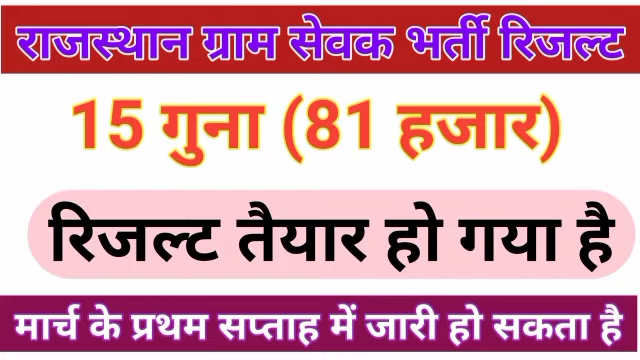 राजस्थान ग्राम सेवक भर्ती रिजल्ट
15 गुना (81 हजार)
रिजल्ट तैयार हो गया है
मार्च के प्रथम सप्ताह में जारी हो सकता है